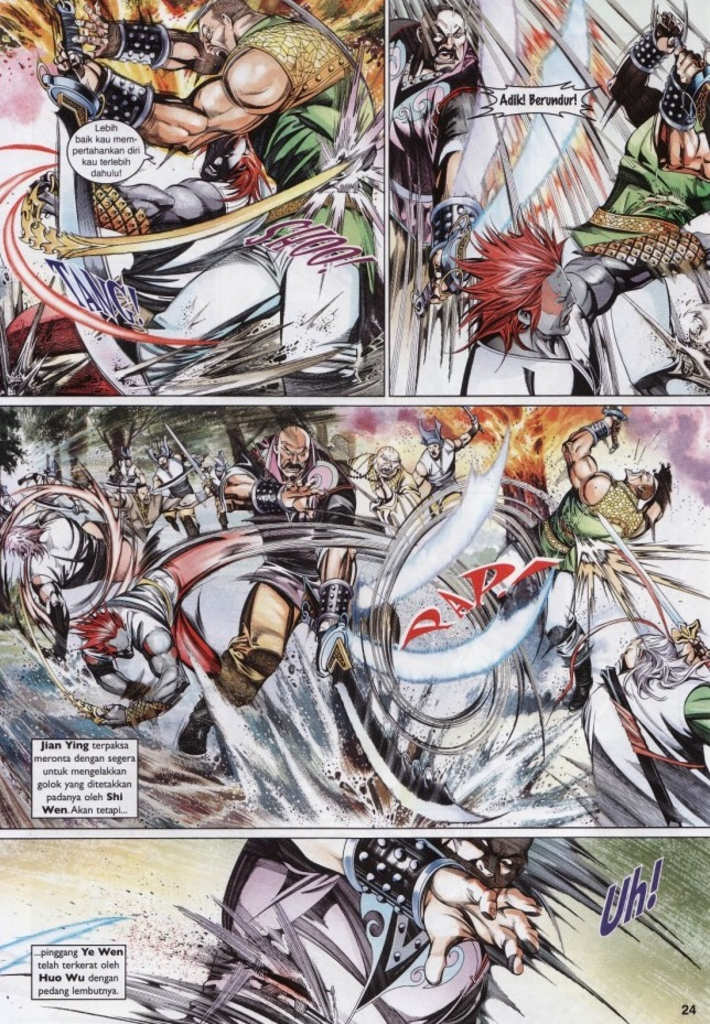 Lebih
baik kau mem-
pertahankan diri
kau terlebih
dahulu!
SHOO!
TANG!
Adik! Berundur!
PAP!
Jian Ying terpaksa
meronta dengan segera
untuk mengelakkan
golok yang ditetakkan
padanya oleh Shi
Wen. Akan tetapi...
Uh!
...pinggang Ye Wen
telah terkerat oleh
Huo Wu dengan
pedang lembutnya.
24